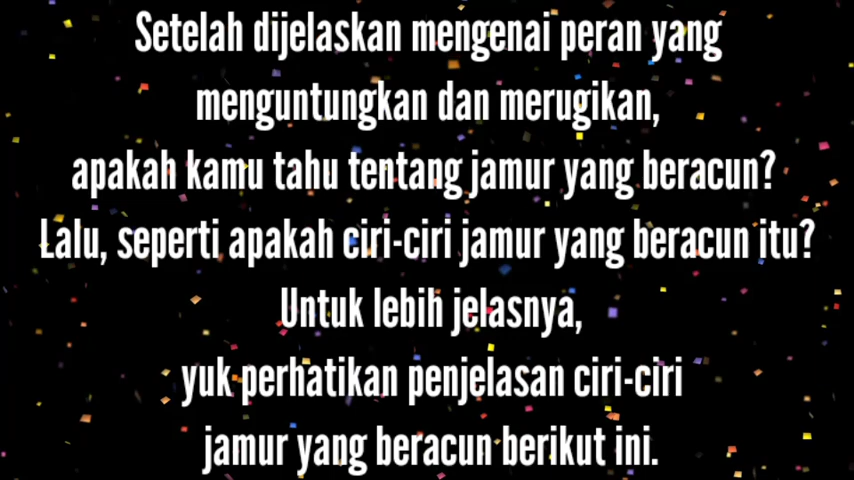 Setelah dijelaskan mengenai peran yang
menguntungkan dan merugikan,
apakah kamu tahu tentang jamur yang beracun?
Lalu, seperti apakah ciri-ciri jamur yang beracun itu?
Untuk lebih jelasnya,
yuk perhatikan penjelasan ciri-ciri
jamur yang beracun berikut ini.